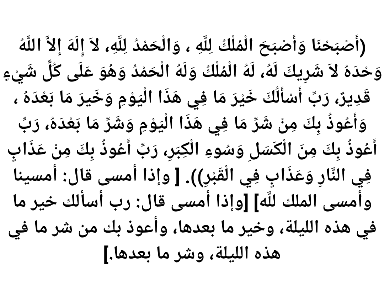 (أَصْبَحْنَا وَأَصْبَحَ الْمُلْكُ لِلَّهِ ، وَالْحَمْدُ لِلَّهِ، لاَ إِلَهَ إِلاَّ اللَّهُ
وَحْدَهُ لاَ شَرِيكَ لَهُ، لَهُ الْمُلْكُ وَلَهُ الْحَمْدُ وَهُوَ عَلَى كُلِّ شَيْءٍ
قَدِيرٌ، رَبِّ أَسْأَلُكَ خَيْرَ مَا فِي هَذَا الْيَوْمِ وَخَيْرَ مَا بَعْدَهُ ،
وَأَعُوذُ بِكَ مِنْ شَرِّ مَا فِي هَذَا الْيَوْمِ وَشَرِّ مَا بَعْدَهُ، رَبِّ
أَعُوذُ بِكَ مِنَ الْكَسَلِ وَسُوءِ الْكِبَرِ، رَبِّ أَعُوذُ بِكَ مِنْ عَذَابٍ
فِي النَّارِ وَعَذَابٍ فِي الْقَبْرِ)). [ وإذا أمسى قال: أمسينا
وأمسى الملك لله] [وإذا أمسى قال: رب أسألك خير ما
في هذه الليلة، وخير ما بعدها، وأعوذ بك من شر ما في
هذه الليلة، وشر ما بعدها.]